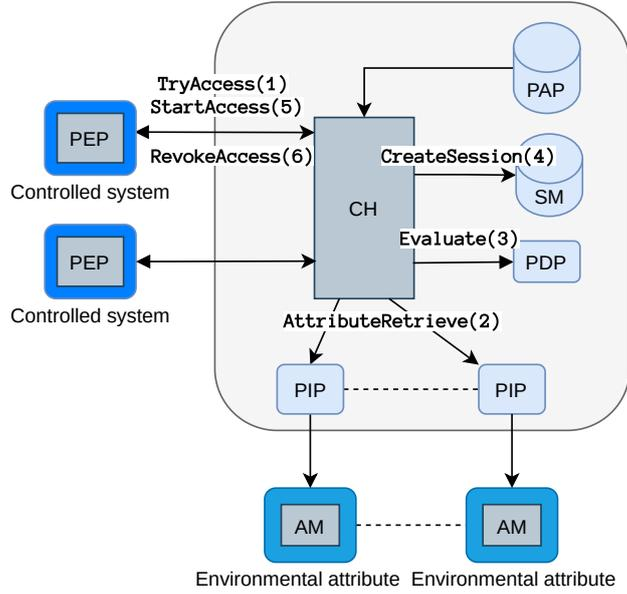 PAP
TryAccess(1)
StartAccess(5)
PEP
RevokeAccess(6)
CreateSession(4)
Controlled system
SM
CH
Evaluate(3)
PEP
PDP
Controlled system
AttributeRetrieve(2)
PIP
PIP
AM
AM
Environmental attribute
Environmental attribute